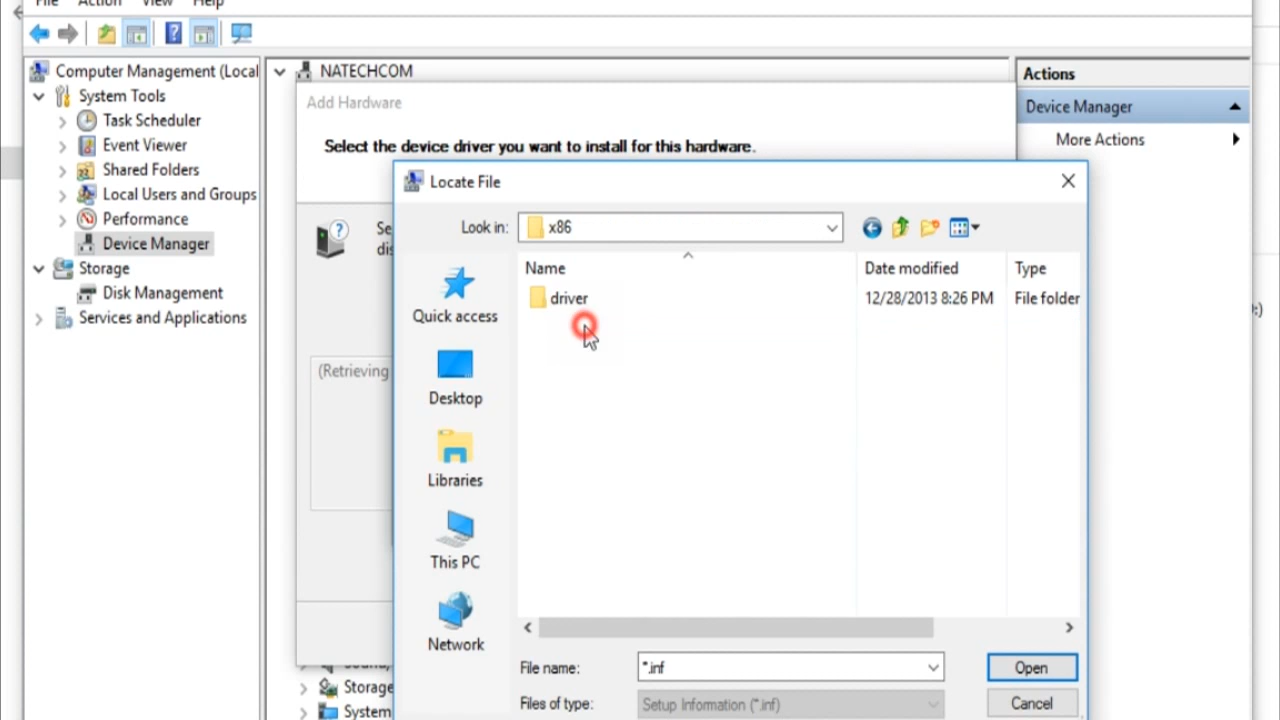 File Action View Help
Computer Management (Local
System Tools
Task Scheduler
Event Viewer
Shared Folders
Local Users and Groups
Performance
Device Manager
Storage
Disk Management
Services and Applications
NATECHCOM
Add Hardware
Select the device driver you want to install for this hardware.
Se
dis
(Retrieving
Locate File
Look in: x86
Name Date modified Type
driver 12/28/2013 8:26 PM File folder
Quick access
Desktop
Libraries
This PC
Network
File name: *.inf Open
Files of type: Setup Information (*.inf) Cancel
Sound,
Storage
System
Actions
Device Manager
More Actions
:)